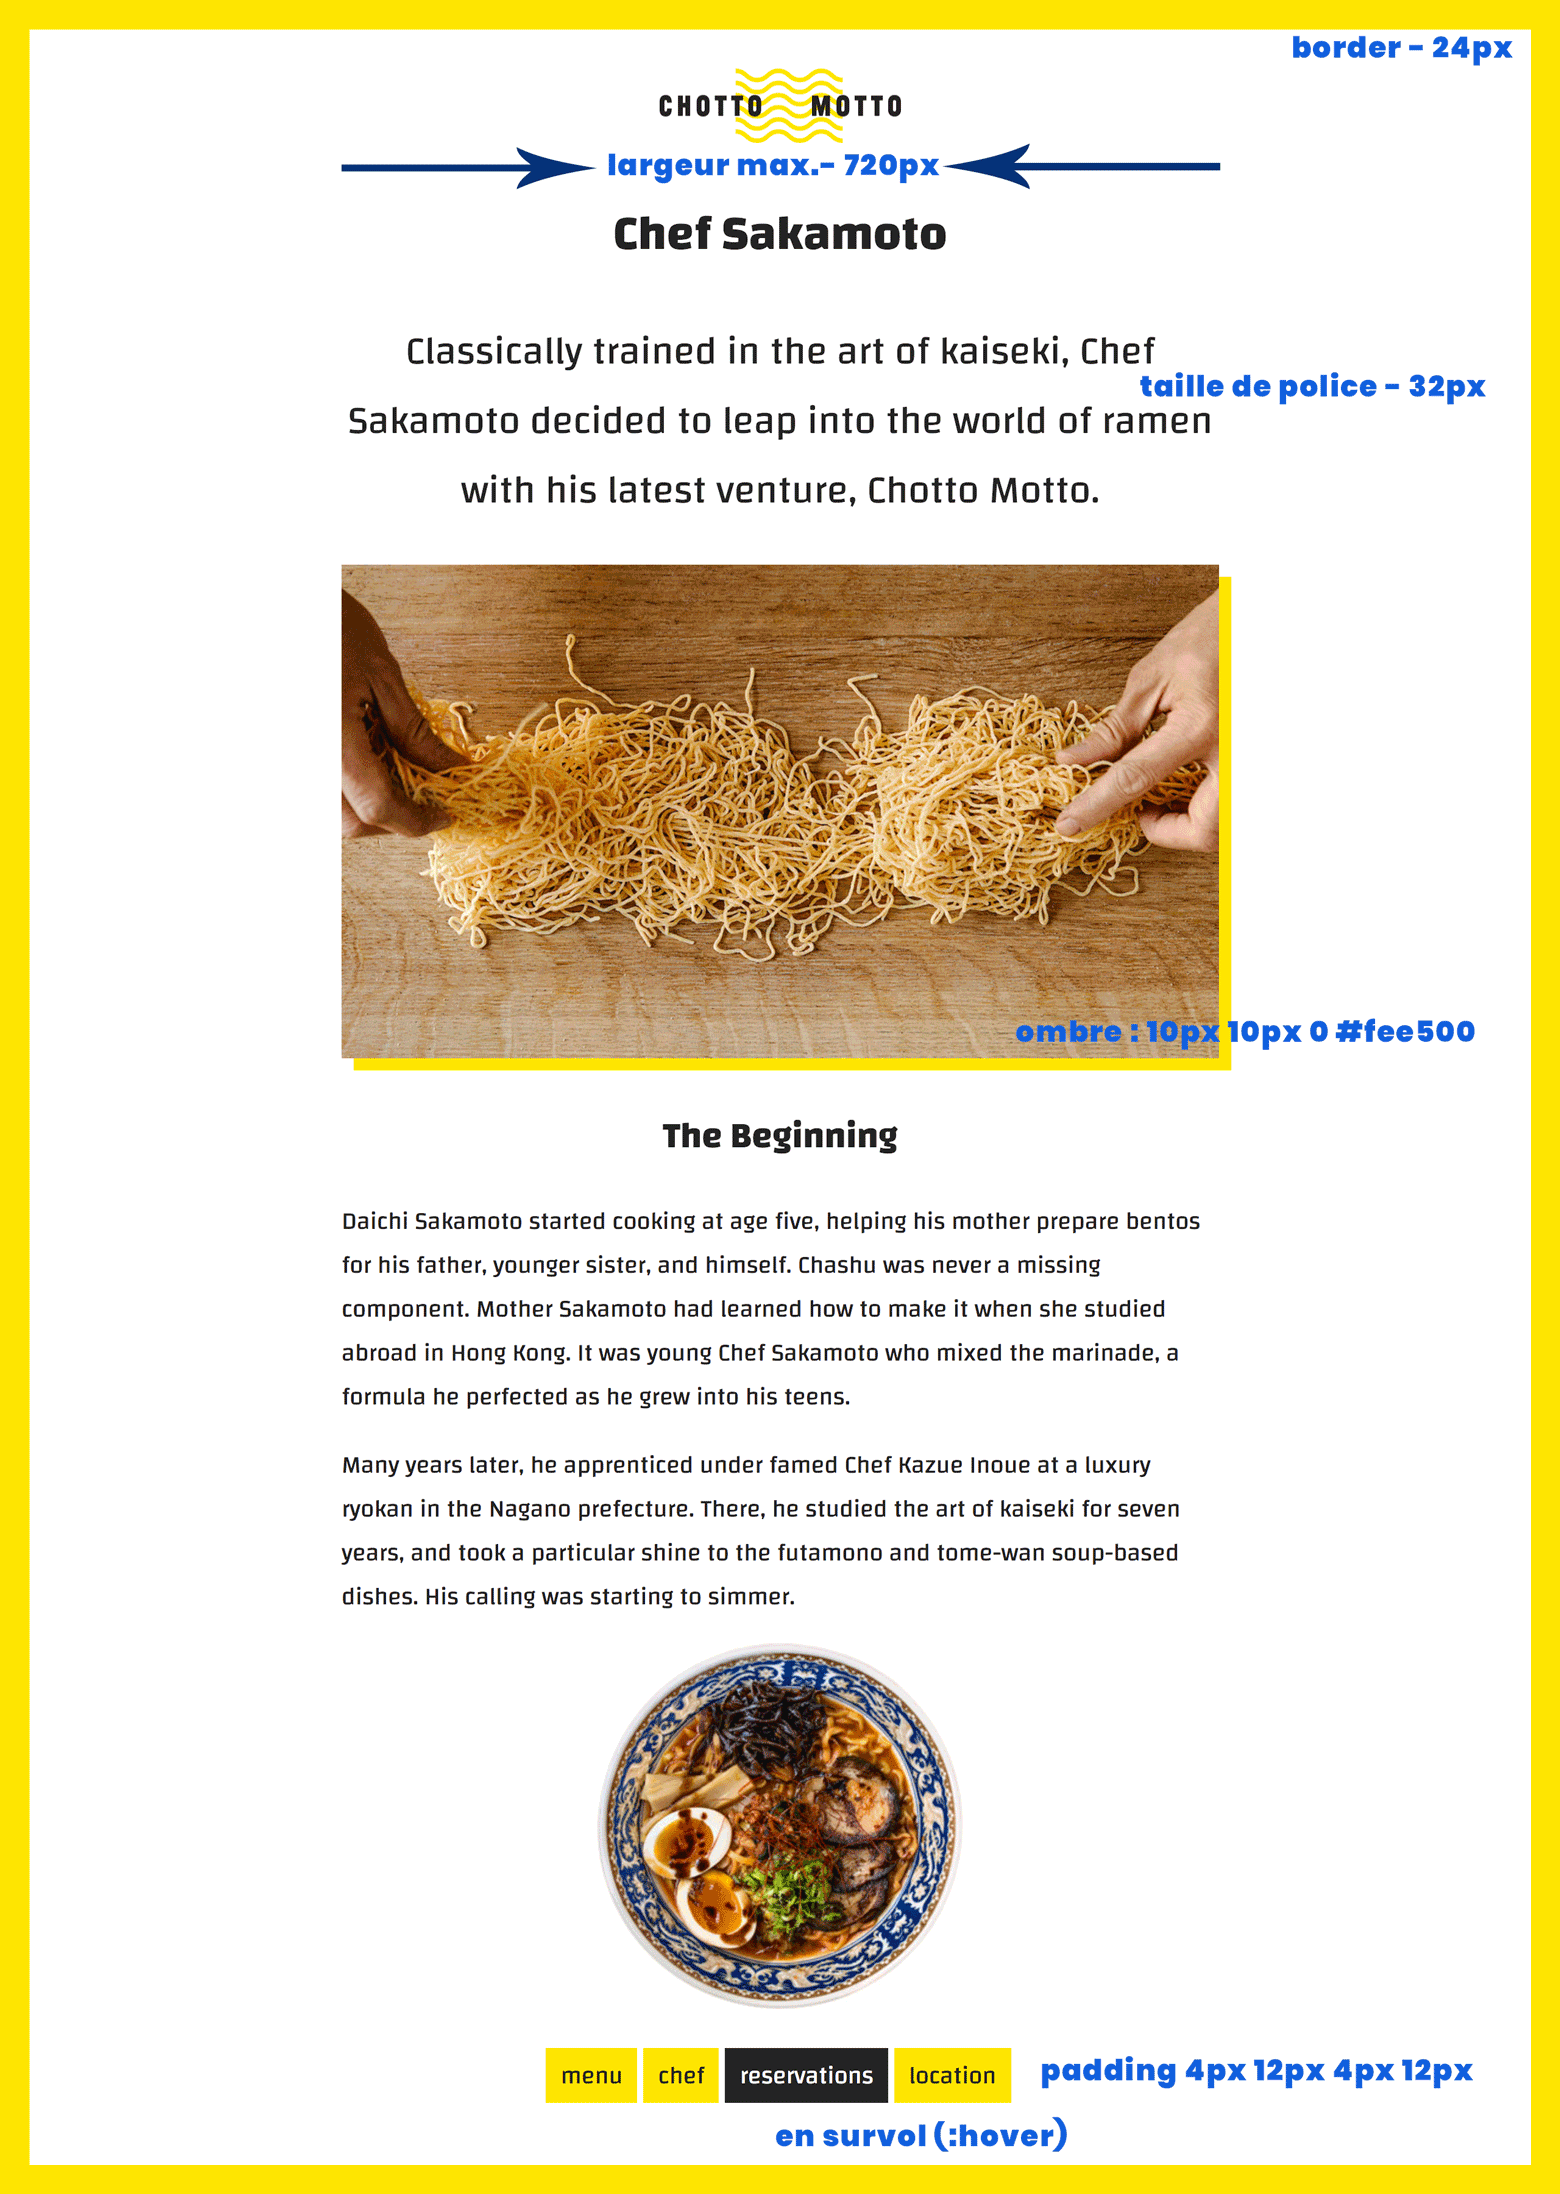 border - 24px
CHOTTO MOTTO
largeur max.- 720px
Chef Sakamoto
Classically trained in the art of kaiseki, Chef
taille de police - 32px
Sakamoto decided to leap into the world of ramen
with his latest venture, Chotto Motto.
ombre : 10px 10px 0 #fee500
The Beginning
Daichi Sakamoto started cooking at age five, helping his mother prepare bentos
for his father, younger sister, and himself. Chashu was never a missing
component. Mother Sakamoto had learned how to make it when she studied
abroad in Hong Kong. It was young Chef Sakamoto who mixed the marinade, a
formula he perfected as he grew into his teens.
Many years later, he apprenticed under famed Chef Kazue Inoue at a luxury
ryokan in the Nagano prefecture. There, he studied the art of kaiseki for seven
years, and took a particular shine to the futamono and tome-wan soup-based
dishes. His calling was starting to simmer.
menu chef reservations location
padding 4px 12px 4px 12px
en survol (:hover)